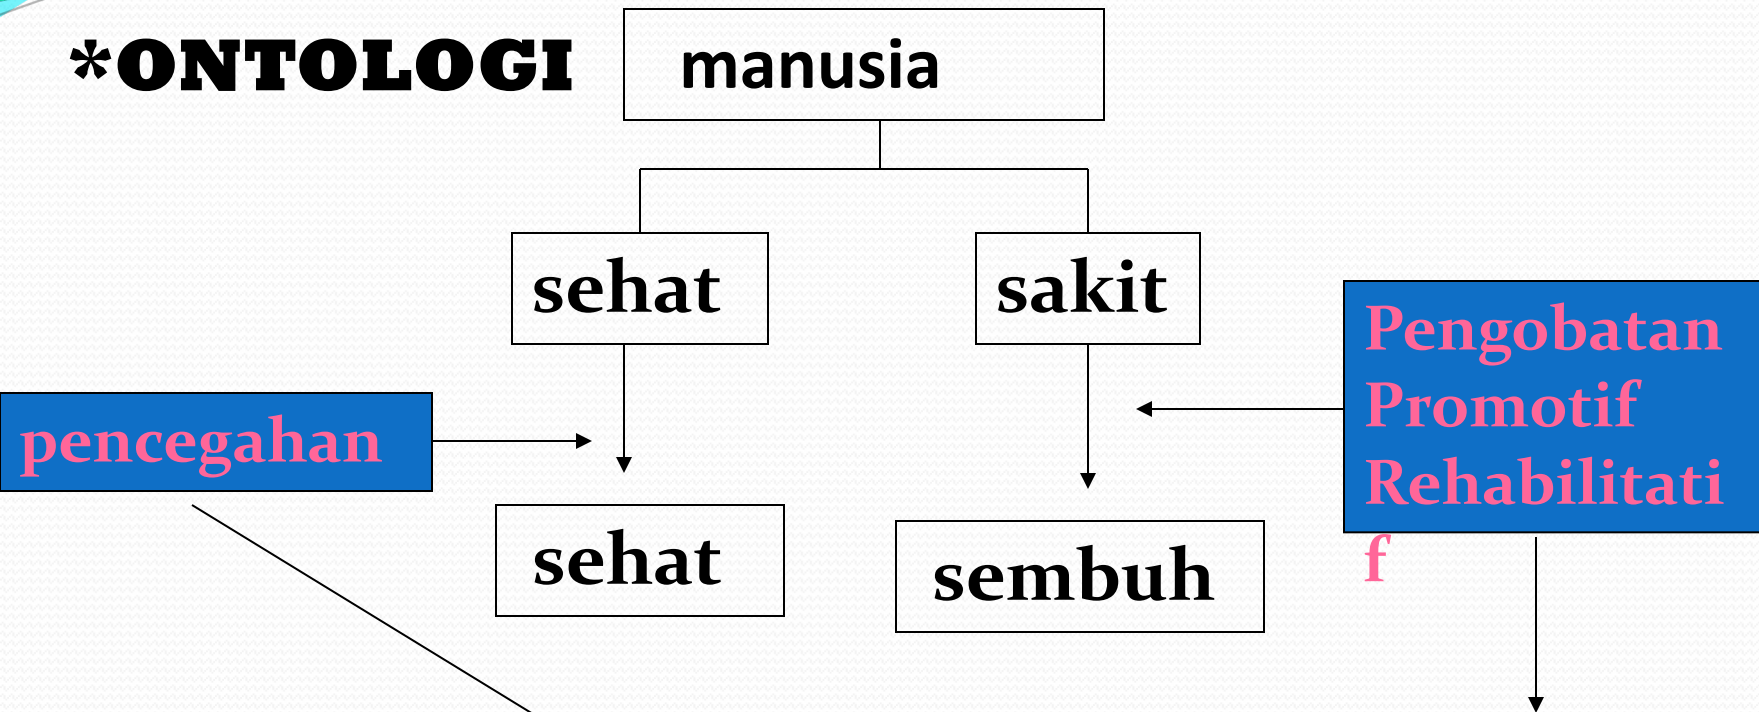 *ONTOLOGI
manusia
sehat
sakit
Pengobatan
Promotif
Rehabilitati
f
pencegahan
sehat
sembuh